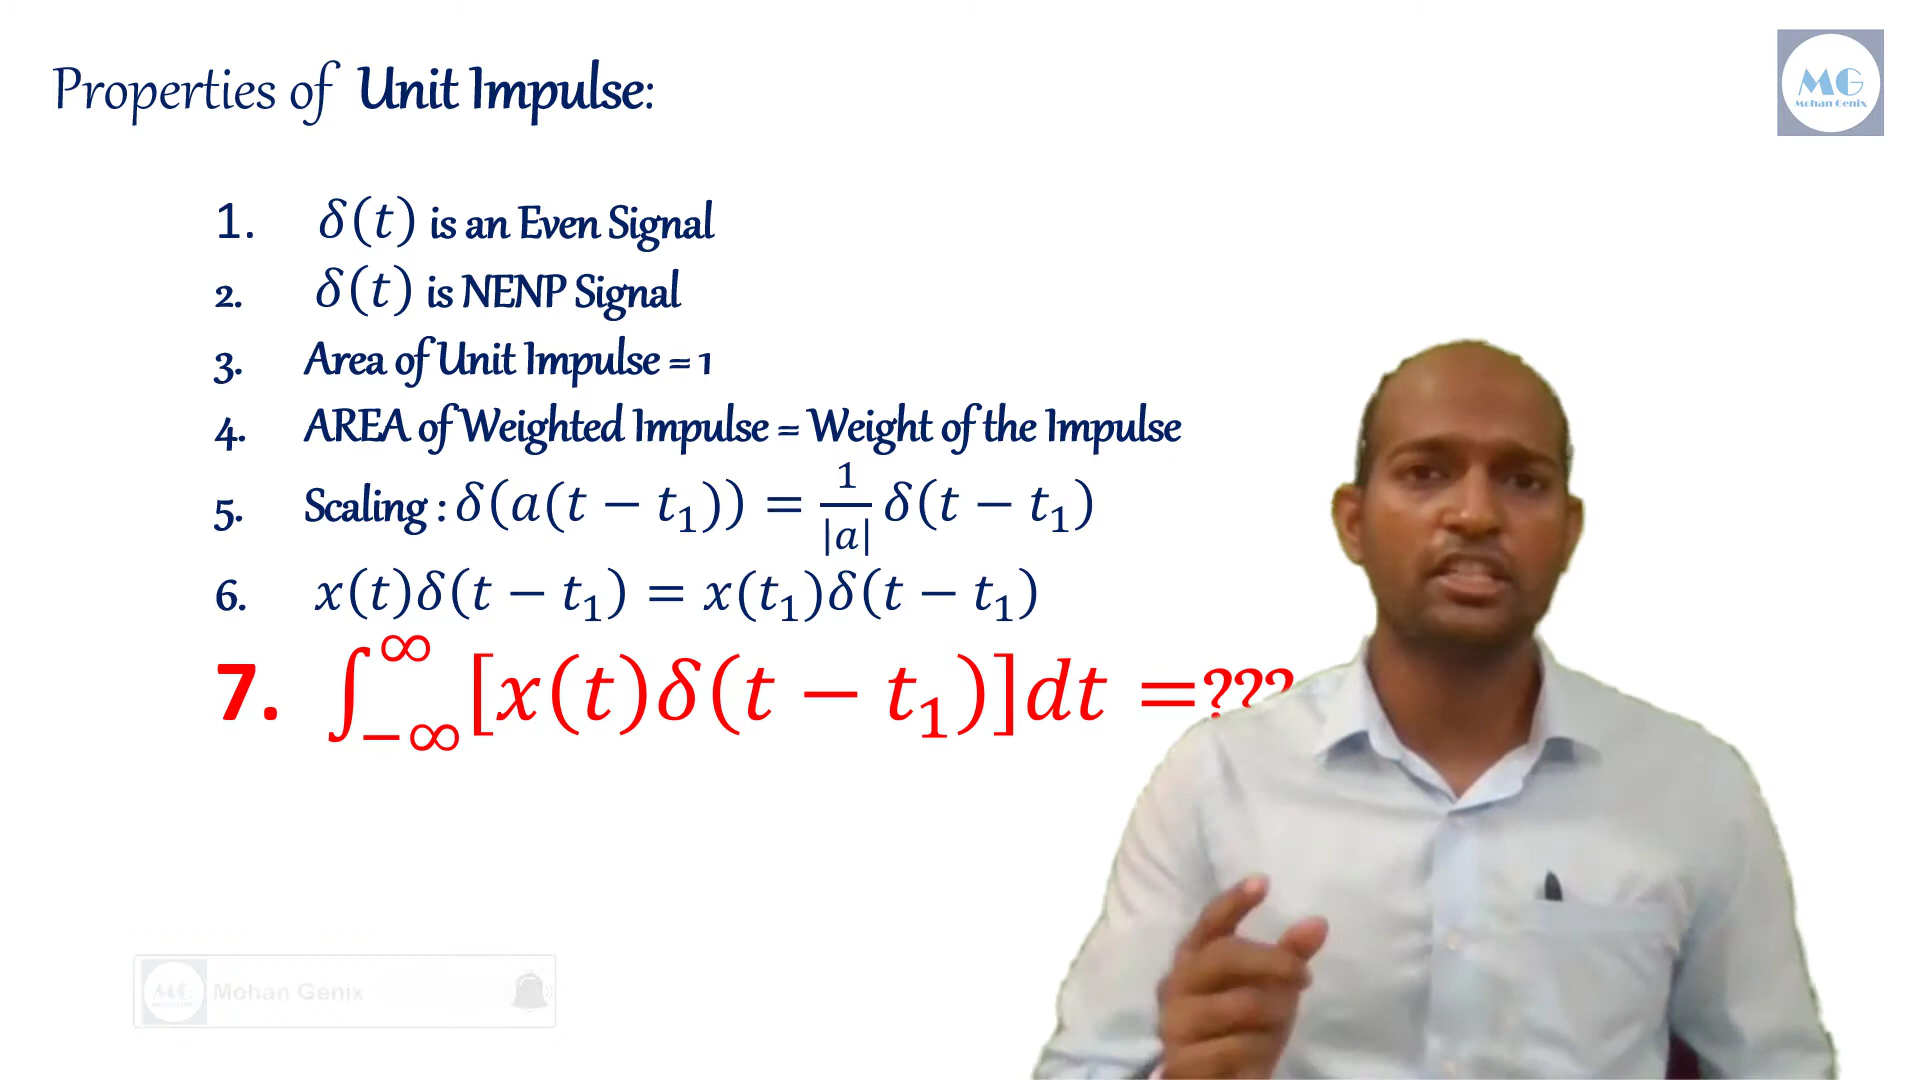 Properties of Unit Impulse:
MG
Mohan Genix
1. δ(t) is an Even Signal
2. δ(t) is NENP Signal
3. Area of Unit Impulse = 1
4. AREA of Weighted Impulse = Weight of the Impulse
5. Scaling : δ(a(t − t₁)) = 1/|a| δ(t − t₁)
6. x(t)δ(t − t₁) = x(t₁)δ(t − t₁)
7. ∫_{−∞}^{∞} [x(t)δ(t − t₁)]dt =???
MG
Mohan Genix